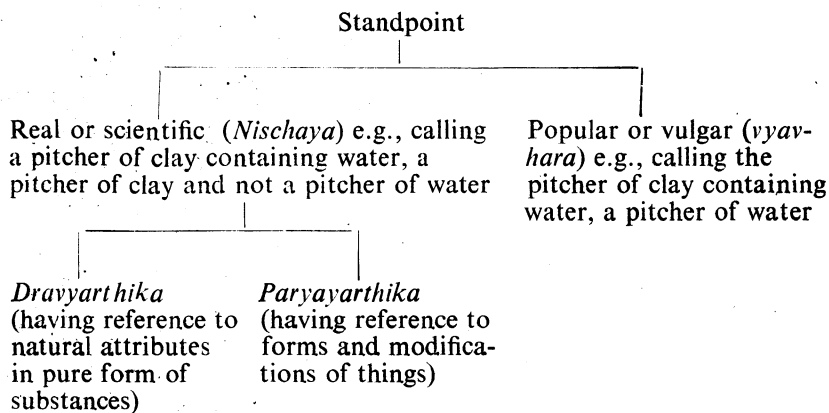 Standpoint
Real or scientific (Nischaya) e.g., calling
a pitcher of clay containing water, a
pitcher of clay and not a pitcher of water
Popular or vulgar (vyav-
hara) e.g., calling the
pitcher of clay containing
water, a pitcher of water
Dravyarthika
(having reference to
natural attributes
in pure form of
substances)
Paryayarthika
(having reference to
forms and modifica-
tions of things)